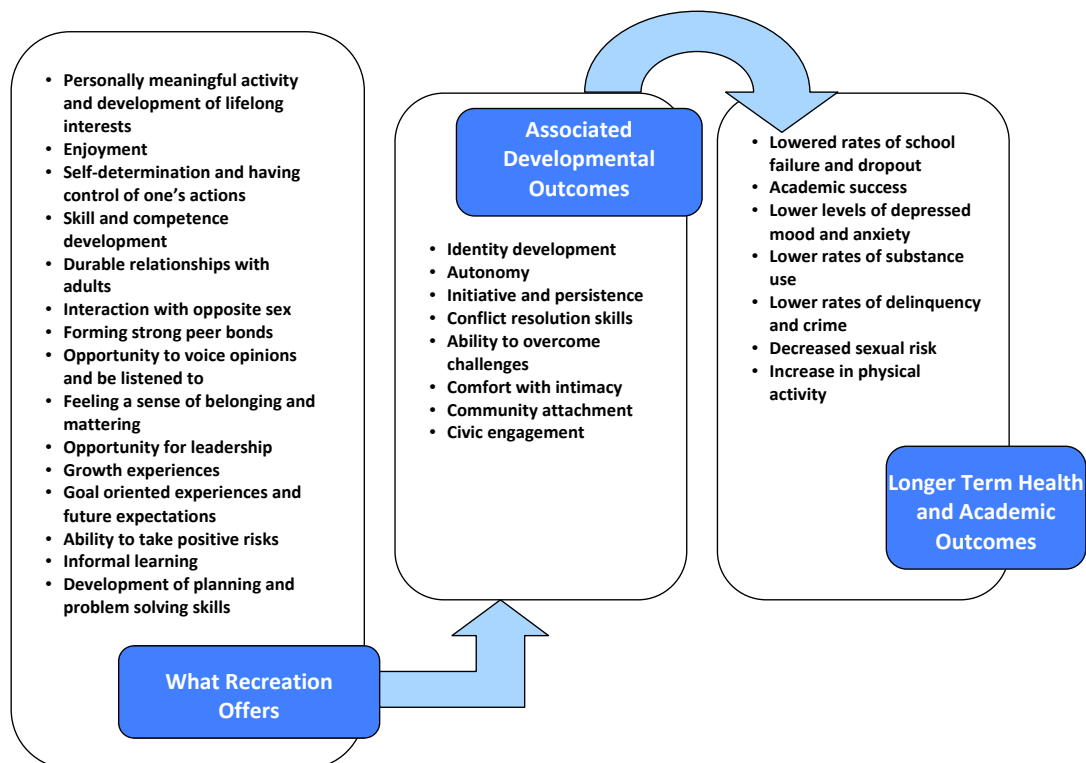 • Personally meaningful activity
and development of lifelong
interests
• Enjoyment
• Self-determination and having
control of one’s actions
• Skill and competence
development
• Durable relationships with
adults
• Interaction with opposite sex
• Forming strong peer bonds
• Opportunity to voice opinions
and be listened to
• Feeling a sense of belonging and
mattering
• Opportunity for leadership
• Growth experiences
• Goal oriented experiences and
future expectations
• Ability to take positive risks
• Informal learning
• Development of planning and
problem solving skills
What Recreation
Offers
Associated
Developmental
Outcomes
• Identity development
• Autonomy
• Initiative and persistence
• Conflict resolution skills
• Ability to overcome
challenges
• Comfort with intimacy
• Community attachment
• Civic engagement
• Lowered rates of school
failure and dropout
• Academic success
• Lower levels of depressed
mood and anxiety
• Lower rates of substance
use
• Lower rates of delinquency
and crime
• Decreased sexual risk
• Increase in physical
activity
Longer Term Health
and Academic
Outcomes